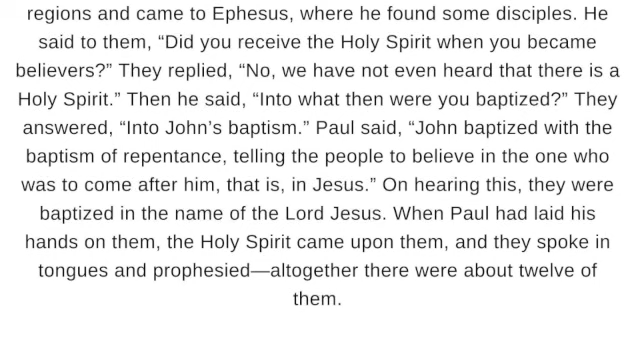 regions and came to Ephesus, where he found some disciples. He
said to them, “Did you receive the Holy Spirit when you became
believers?” They replied, “No, we have not even heard that there is a
Holy Spirit.” Then he said, “Into what then were you baptized?” They
answered, “Into John’s baptism.” Paul said, “John baptized with the
baptism of repentance, telling the people to believe in the one who
was to come after him, that is, in Jesus.” On hearing this, they were
baptized in the name of the Lord Jesus. When Paul had laid his
hands on them, the Holy Spirit came upon them, and they spoke in
tongues and prophesied—altogether there were about twelve of
them.